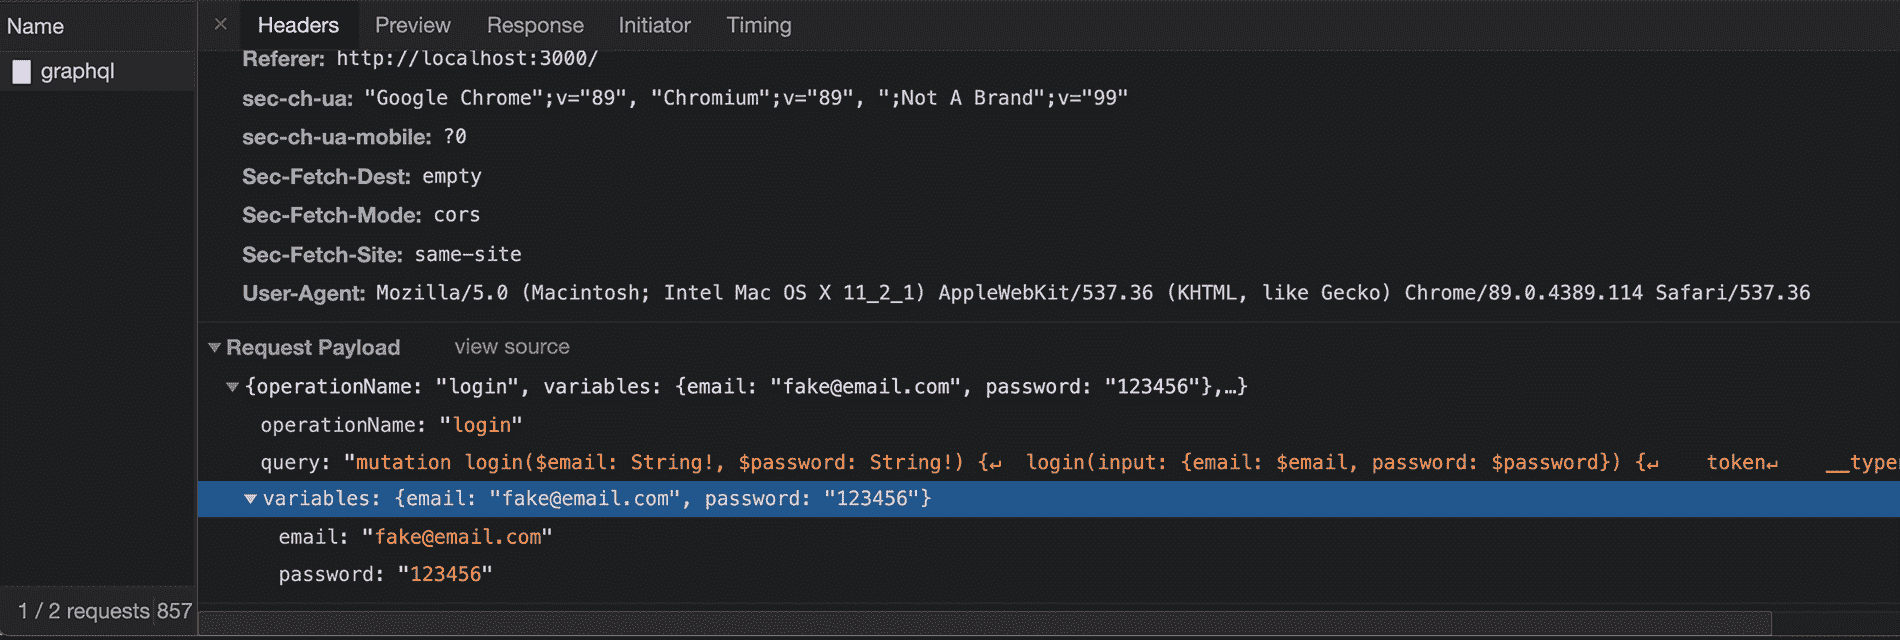 Name
× Headers Preview Response Initiator Timing
graphql
Referer: http://localhost:3000/
sec-ch-ua: "Google Chrome";v="89", "Chromium";v="89", ";Not A Brand";v="99"
sec-ch-ua-mobile: ?0
Sec-Fetch-Dest: empty
Sec-Fetch-Mode: cors
Sec-Fetch-Site: same-site
User-Agent: Mozilla/5.0 (Macintosh; Intel Mac OS X 11_2_1) AppleWebKit/537.36 (KHTML, like Gecko) Chrome/89.0.4389.114 Safari/537.36
▼ Request Payload view source
▼ {operationName: "login", variables: {email: "fake@email.com", password: "123456"},…}
operationName: "login"
query: "mutation login($email: String!, $password: String!) {↵  login(input: {email: $email, password: $password}) {↵    token↵    __type
▼ variables: {email: "fake@email.com", password: "123456"}
email: "fake@email.com"
password: "123456"
1 / 2 requests 857